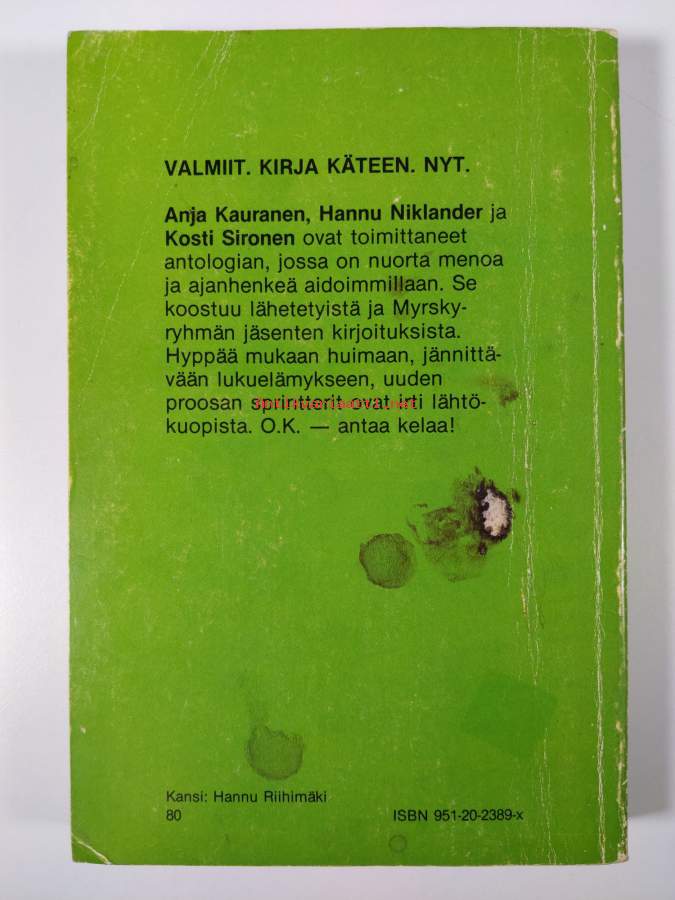 VALMIIT. KIRJA KÄTEEN. NYT.
Anja Kauranen, Hannu Niklander ja
Kosti Sironen ovat toimittaneet
antologian, jossa on nuorta menoa
ja ajanhenkeä aidoimmillaan. Se
koostuu lähetetyistä ja Myrsky-
ryhmän jäsenten kirjoituksista.
Hyppää mukaan huimaan, jännittä-
vään lukuelämykseen, uuden
proosan sprintterit ovat irti lähtö-
kuopista. O.K. — antaa kelaa!
Kansi: Hannu Riihimäki
80 ISBN 951-20-2389-x